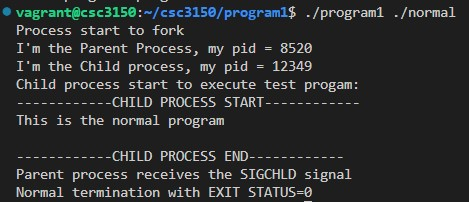 vagrant@csc3150:~/csc3150/program1$ ./program1 ./normal
Process start to fork
I'm the Parent Process, my pid = 8520
I'm the Child process, my pid = 12349
Child process start to execute test progam:
------------CHILD PROCESS START------------
This is the normal program
------------CHILD PROCESS END------------
Parent process receives the SIGCHLD signal
Normal termination with EXIT STATUS=0